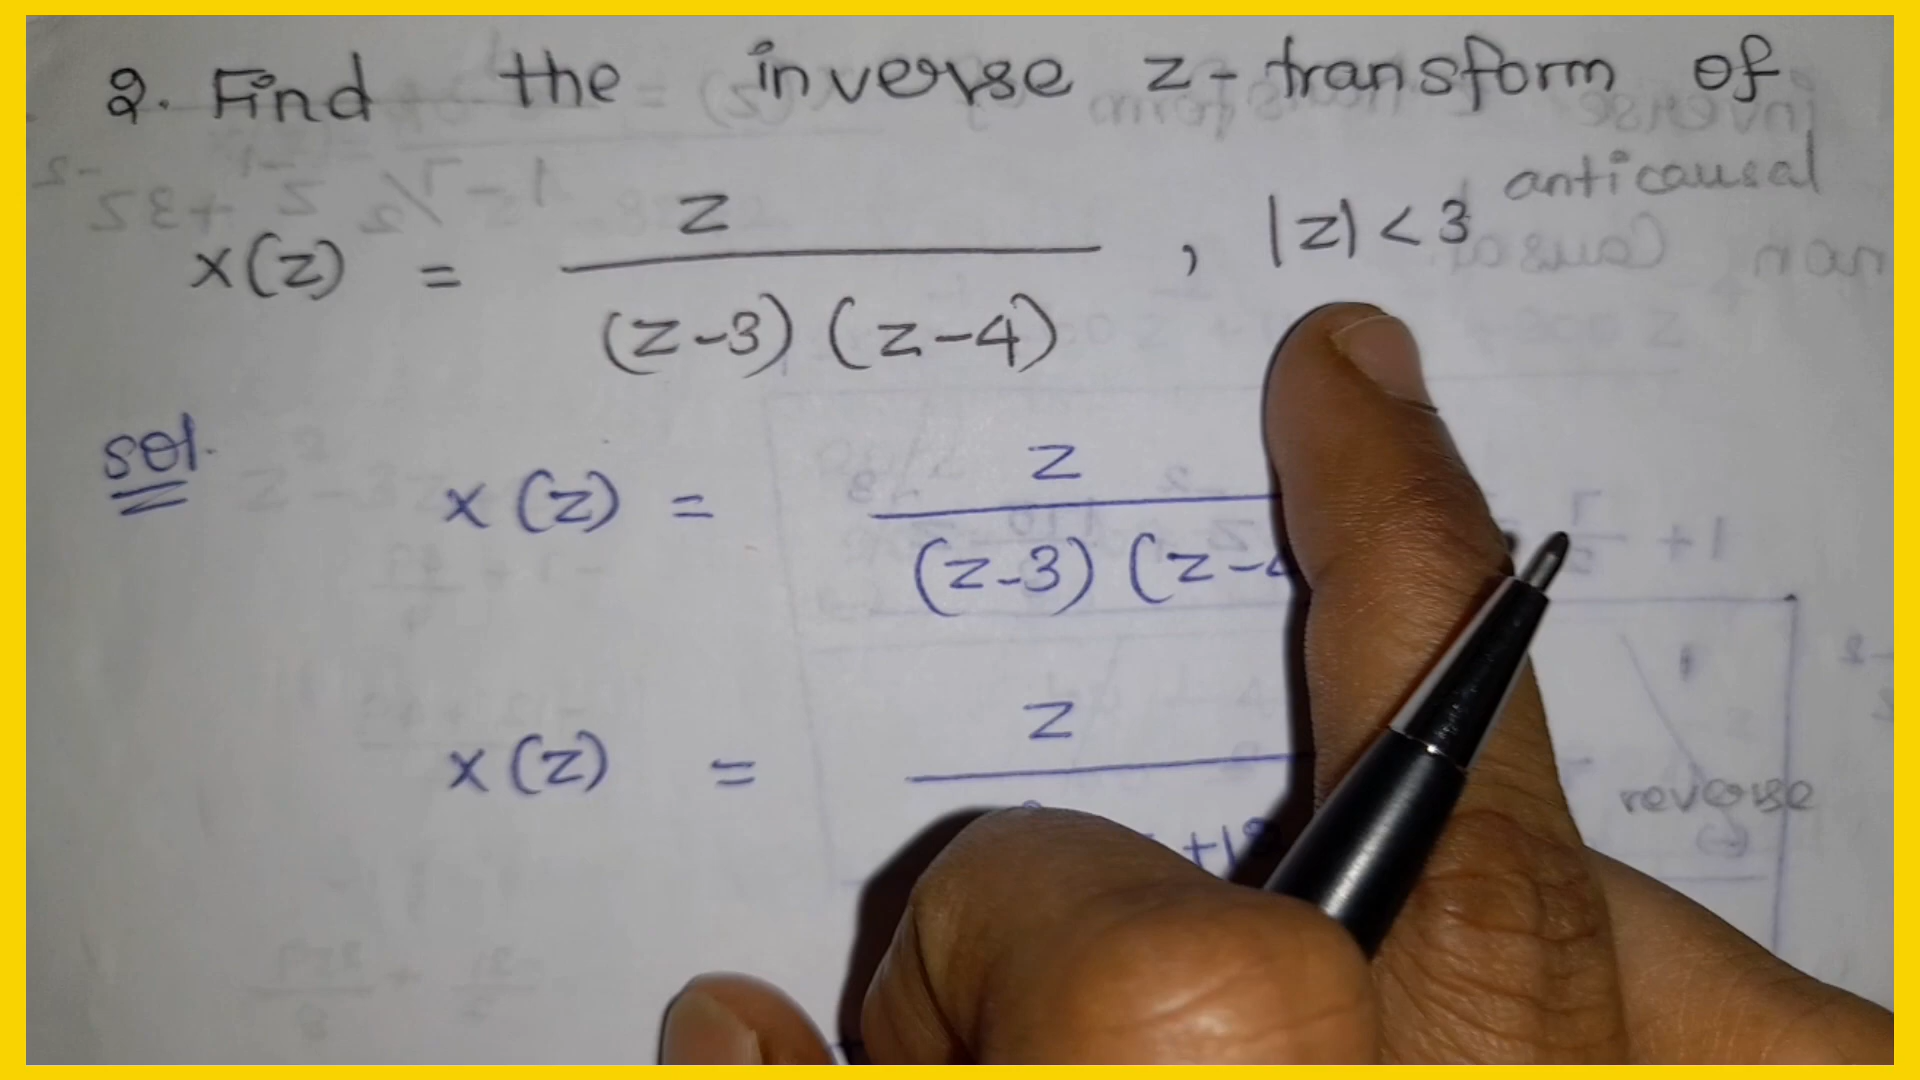 2. Find the inverse z-transform of
anticausal
x(z) = z / (z-3) (z-4) , |z| < 3
sol.
x(z) = z / (z-3) (z-
x(z) = z /
reverse